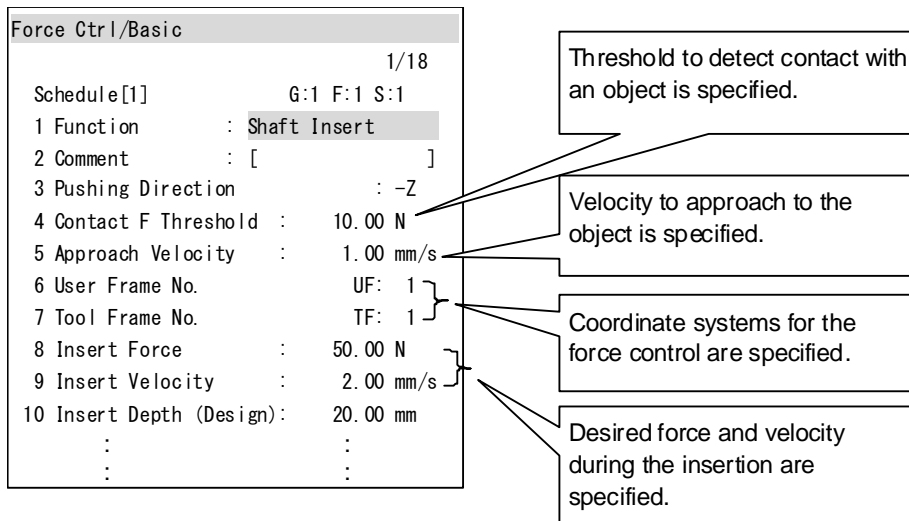 Force Ctrl/Basic
1/18
Schedule[1] G:1 F:1 S:1
1 Function : Shaft Insert
2 Comment : [ ]
3 Pushing Direction : -Z
4 Contact F Threshold : 10.00 N
5 Approach Velocity : 1.00 mm/s
6 User Frame No. UF: 1
7 Tool Frame No. TF: 1
8 Insert Force : 50.00 N
9 Insert Velocity : 2.00 mm/s
10 Insert Depth (Design): 20.00 mm
: :
: :
Threshold to detect contact with
an object is specified.
Velocity to approach to the
object is specified.
Coordinate systems for the
force control are specified.
Desired force and velocity
during the insertion are
specified.